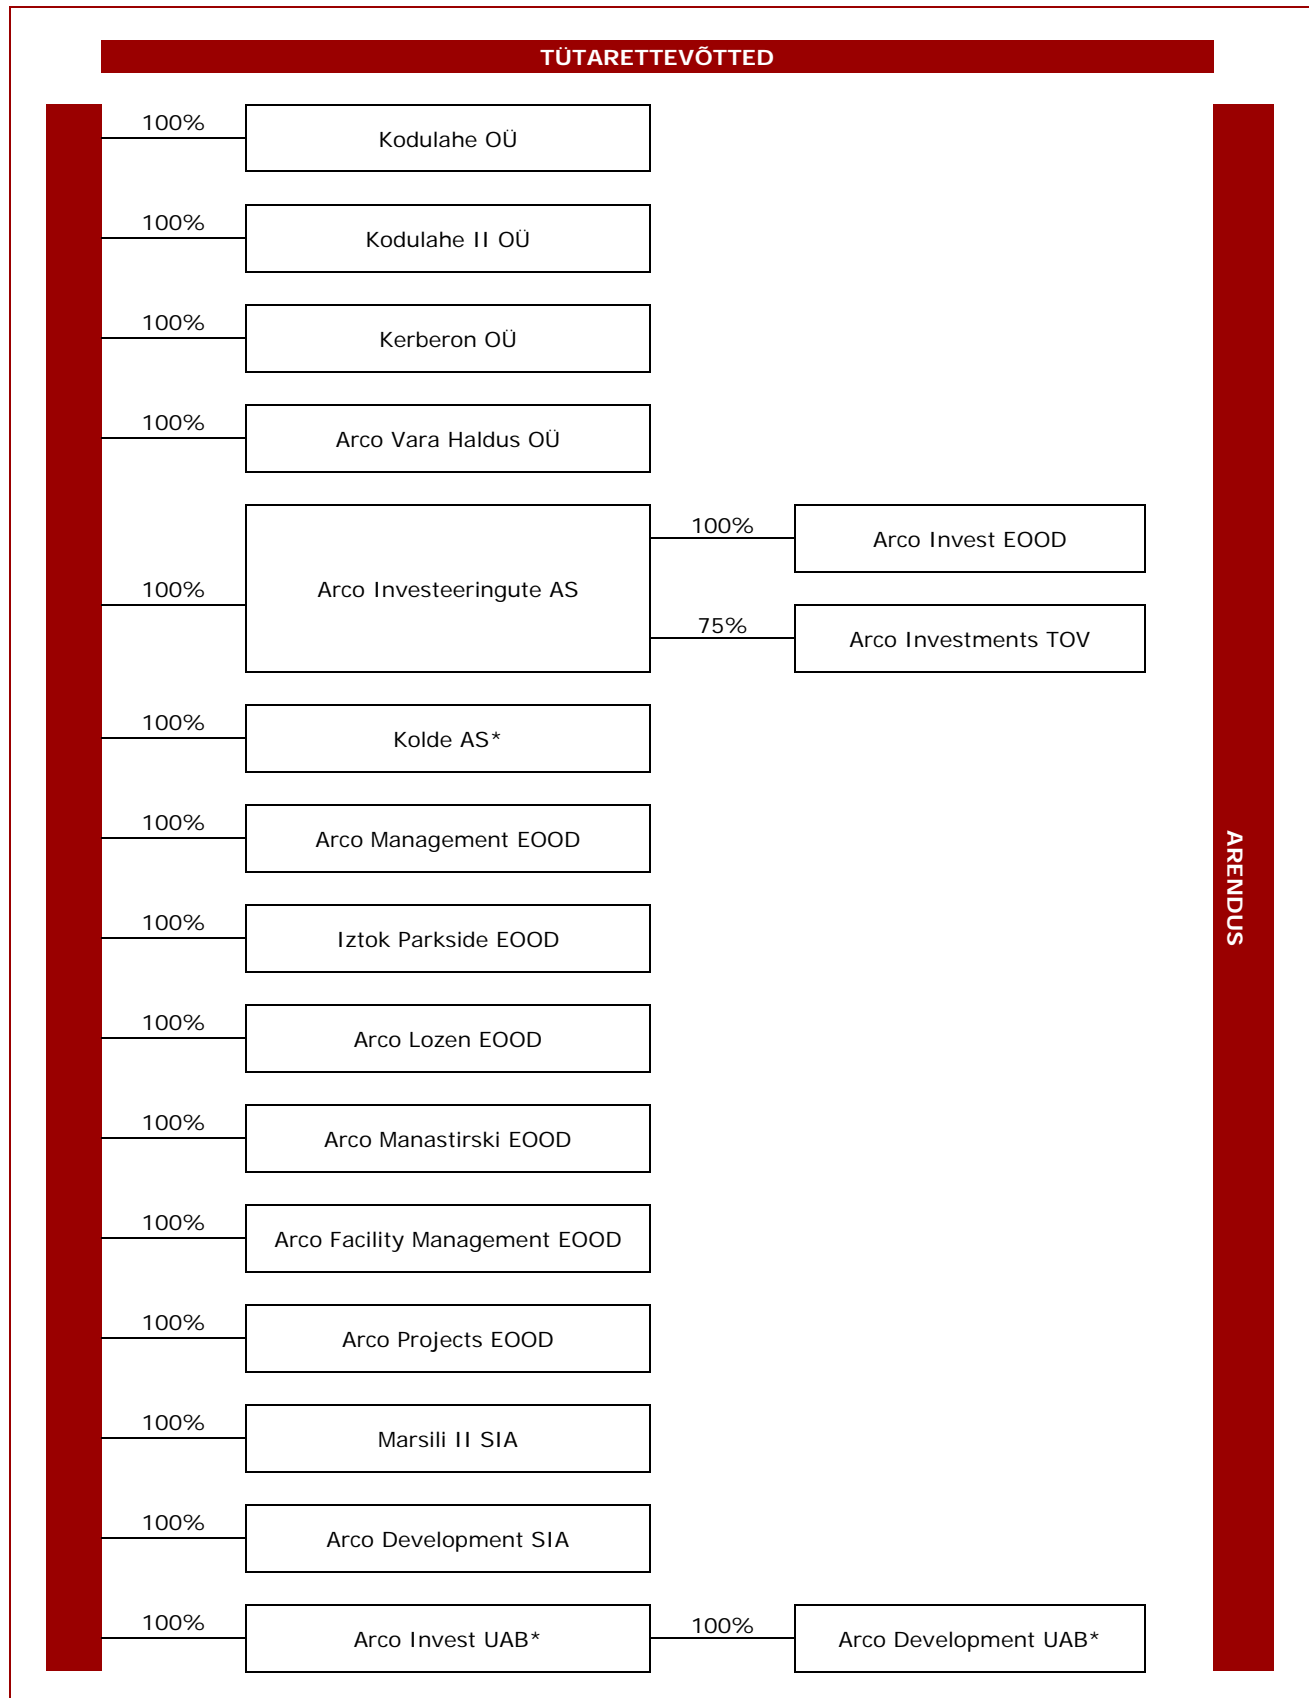 TÜTARETTEVÕTTED
100%
Kodulahe OÜ
100%
Kodulahe II OÜ
100%
Kerberon OÜ
100%
Arco Vara Haldus OÜ
100%
Arco Investeeringute AS
100%
Arco Invest EOOD
75%
Arco Investments TOV
100%
Kolde AS*
100%
Arco Management EOOD
100%
Iztok Parkside EOOD
100%
Arco Lozen EOOD
100%
Arco Manastirski EOOD
100%
Arco Facility Management EOOD
100%
Arco Projects EOOD
100%
Marsili II SIA
100%
Arco Development SIA
100%
Arco Invest UAB*
100%
Arco Development UAB*
ARENDUS